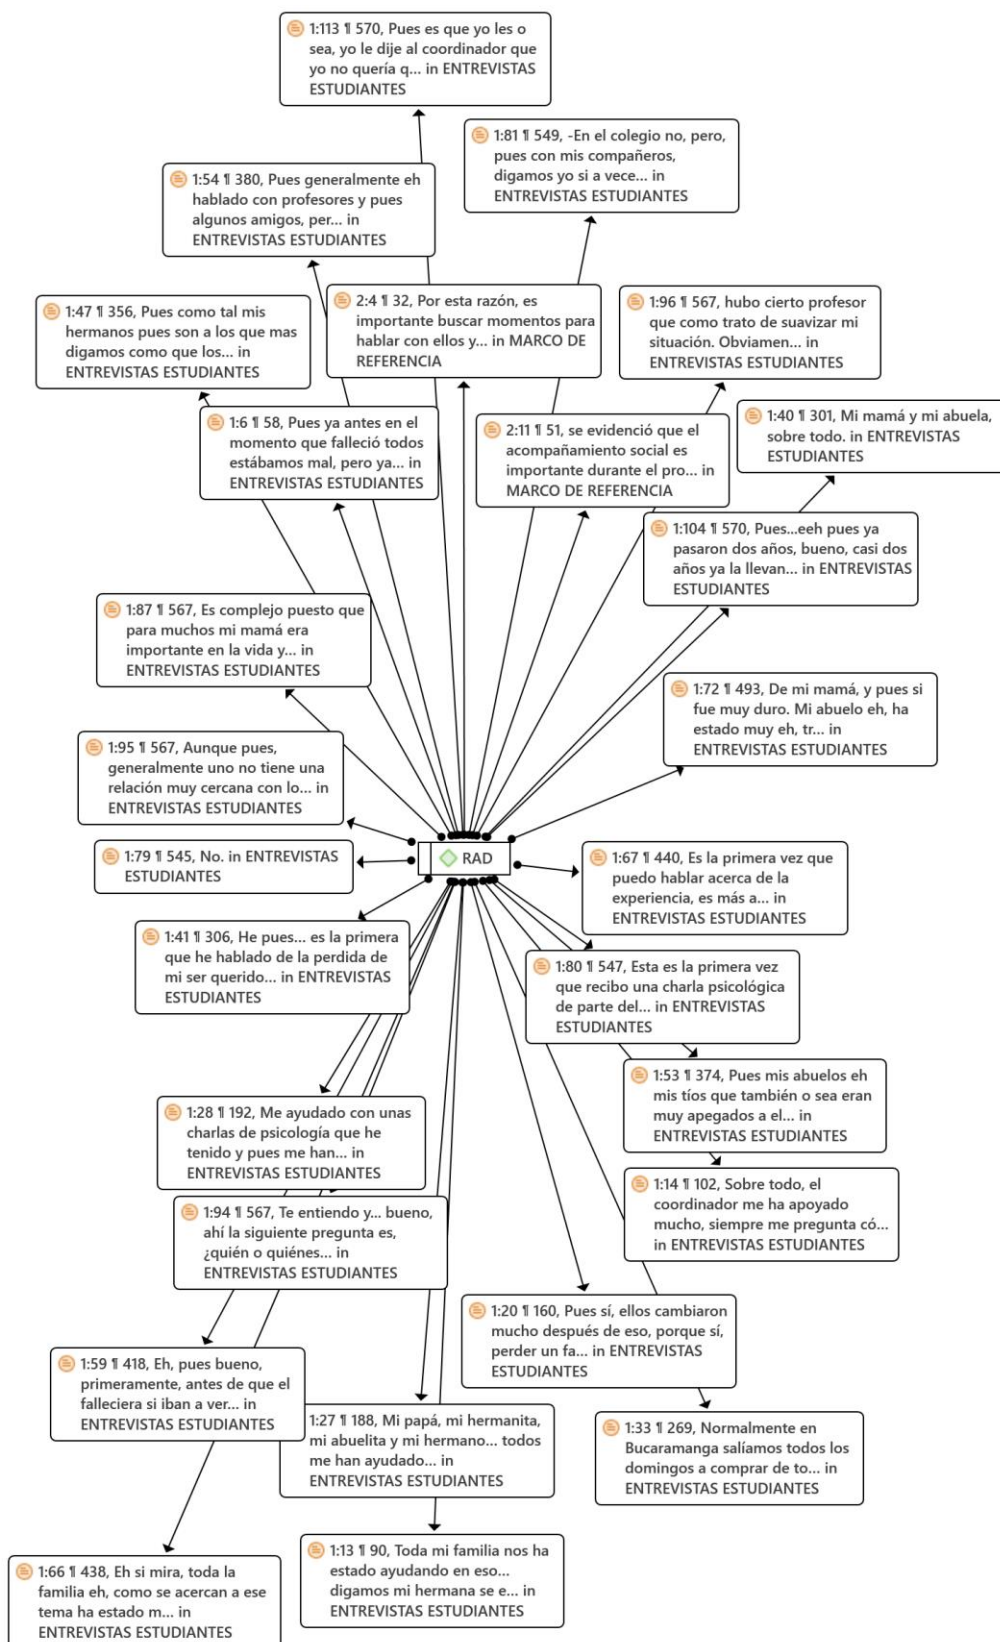 1:113 ¶ 570, Pues es que yo les o
sea, yo le dije al coordinador que
yo no quería q... in ENTREVISTAS
ESTUDIANTES
1:81 ¶ 549, -En el colegio no, pero,
pues con mis compañeros,
digamos yo si a vece... in
ENTREVISTAS ESTUDIANTES
1:54 ¶ 380, Pues generalmente eh
hablado con profesores y pues
algunos amigos, per... in
ENTREVISTAS ESTUDIANTES
1:47 ¶ 356, Pues como tal mis
hermanos pues son a los que mas
digamos como que los... in
ENTREVISTAS ESTUDIANTES
2:4 ¶ 32, Por esta razón, es
importante buscar momentos para
hablar con ellos y... in MARCO DE
REFERENCIA
1:96 ¶ 567, hubo cierto profesor
que como trato de suavizar mi
situación. Obviamen... in
ENTREVISTAS ESTUDIANTES
1:6 ¶ 58, Pues ya antes en el
momento que falleció todos
estábamos mal, pero ya... in
ENTREVISTAS ESTUDIANTES
2:11 ¶ 51, se evidenció que el
acompañamiento social es
importante durante el pro... in
MARCO DE REFERENCIA
1:40 ¶ 301, Mi mamá y mi abuela,
sobre todo. in ENTREVISTAS
ESTUDIANTES
1:104 ¶ 570, Pues...eeh pues ya
pasaron dos años, bueno, casi dos
años ya la llevan... in ENTREVISTAS
ESTUDIANTES
1:87 ¶ 567, Es complejo puesto que
para muchos mi mamá era
importante en la vida y... in
ENTREVISTAS ESTUDIANTES
1:72 ¶ 493, De mi mamá, y pues si
fue muy duro. Mi abuelo eh, ha
estado muy eh, tr... in
ENTREVISTAS ESTUDIANTES
1:95 ¶ 567, Aunque pues,
generalmente uno no tiene una
relación muy cercana con lo... in
ENTREVISTAS ESTUDIANTES
1:79 ¶ 545, No. in ENTREVISTAS
ESTUDIANTES
RAD
1:67 ¶ 440, Es la primera vez que
puedo hablar acerca de la
experiencia, es más a... in
ENTREVISTAS ESTUDIANTES
1:41 ¶ 306, He pues... es la primera
que he hablado de la perdida de
mi ser querido... in ENTREVISTAS
ESTUDIANTES
1:80 ¶ 547, Esta es la primera vez
que recibo una charla psicológica
de parte del... in ENTREVISTAS
ESTUDIANTES
1:53 ¶ 374, Pues mis abuelos eh
mis tíos que también o sea eran
muy apegados a el... in
ENTREVISTAS ESTUDIANTES
1:28 ¶ 192, Me ayudado con unas
charlas de psicología que he
tenido y pues me han... in
ENTREVISTAS ESTUDIANTES
1:14 ¶ 102, Sobre todo, el
coordinador me ha apoyado
mucho, siempre me pregunta có...
in ENTREVISTAS ESTUDIANTES
1:94 ¶ 567, Te entiendo y... bueno,
ahí la siguiente pregunta es,
¿quién o quiénes... in
ENTREVISTAS ESTUDIANTES
1:20 ¶ 160, Pues sí, ellos cambiaron
mucho después de eso, porque sí,
perder un fa... in ENTREVISTAS
ESTUDIANTES
1:59 ¶ 418, Eh, pues bueno,
primeramente, antes de que el
falleciera si iban a ver... in
ENTREVISTAS ESTUDIANTES
1:27 ¶ 188, Mi papá, mi hermanita,
mi abuelita y mi hermano... todos
me han ayudado... in
ENTREVISTAS ESTUDIANTES
1:33 ¶ 269, Normalmente en
Bucaramanga salíamos todos los
domingos a comprar de to... in
ENTREVISTAS ESTUDIANTES
1:13 ¶ 90, Toda mi familia nos ha
estado ayudando en eso...
digamos mi hermana se e... in
ENTREVISTAS ESTUDIANTES
1:66 ¶ 438, Eh si mira, toda la
familia eh, como se acercan a ese
tema ha estado m... in
ENTREVISTAS ESTUDIANTES